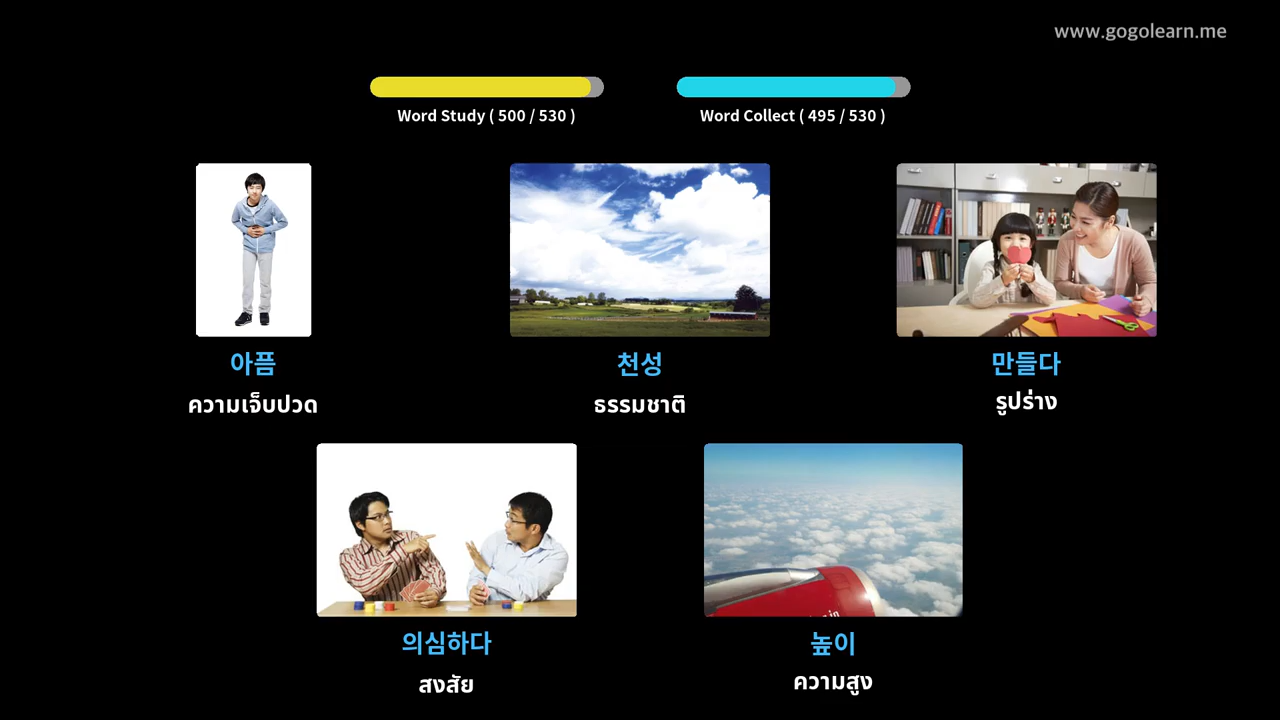 www.gogolearn.me
Word Study ( 500 / 530 )
Word Collect ( 495 / 530 )
아픔
ความเจ็บปวด
천성
ธรรมชาติ
만들다
รูปร่าง
의심하다
สงสัย
높이
ความสูง